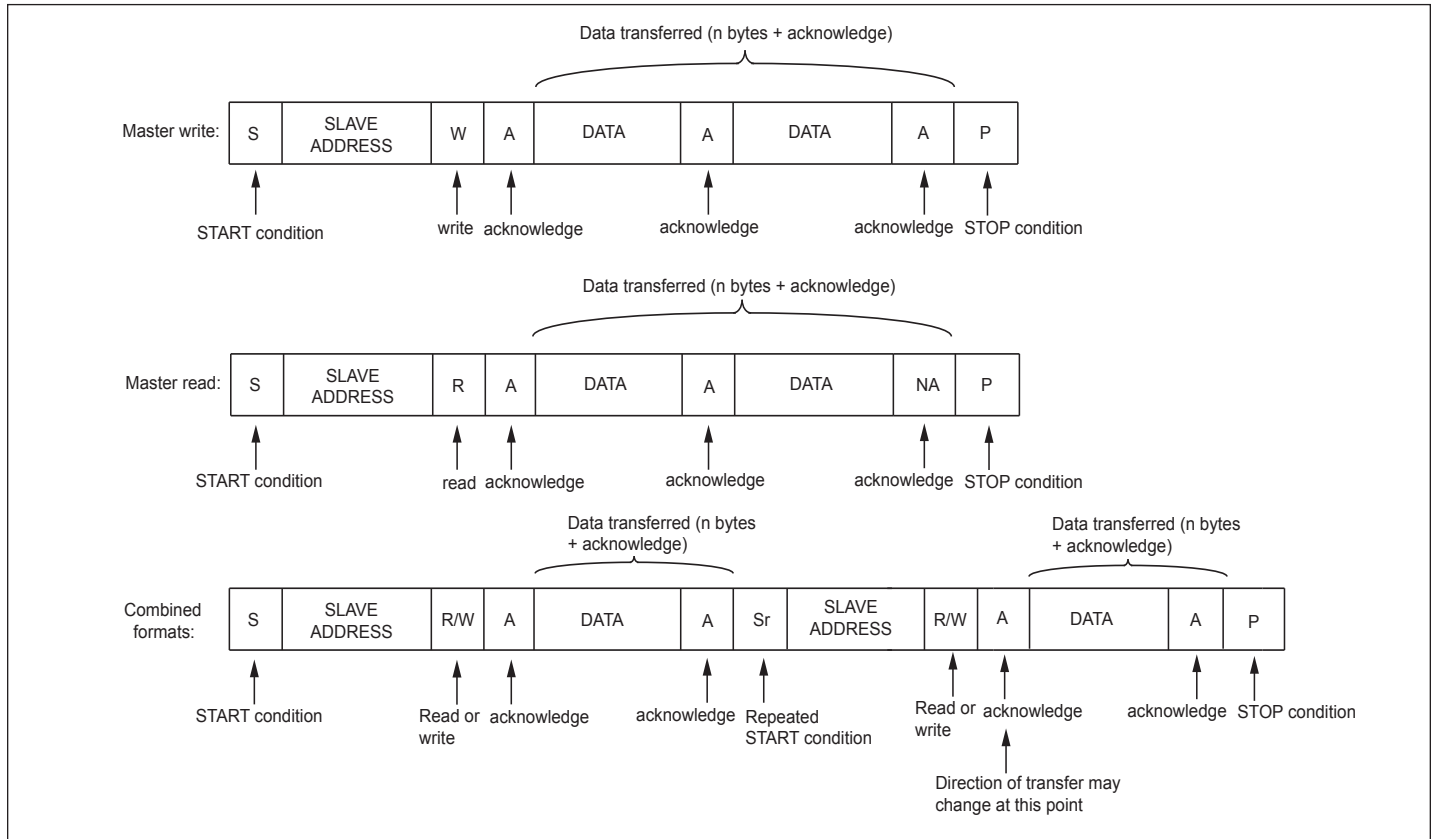 Data transferred (n bytes + acknowledge)
Master write:
S
SLAVE
ADDRESS
W
A
DATA
A
DATA
A
P
START condition
write
acknowledge
acknowledge
acknowledge
STOP condition
Data transferred (n bytes + acknowledge)
Master read:
S
SLAVE
ADDRESS
R
A
DATA
A
DATA
NA
P
START condition
read
acknowledge
acknowledge
acknowledge
STOP condition
Data transferred (n bytes
+ acknowledge)
Data transferred (n bytes
+ acknowledge)
Combined
formats:
S
SLAVE
ADDRESS
R/W
A
DATA
A
Sr
SLAVE
ADDRESS
R/W
A
DATA
A
P
START condition
Read or
write
acknowledge
acknowledge
Repeated
START condition
Read or
write
acknowledge
acknowledge
STOP condition
Direction of transfer may
change at this point